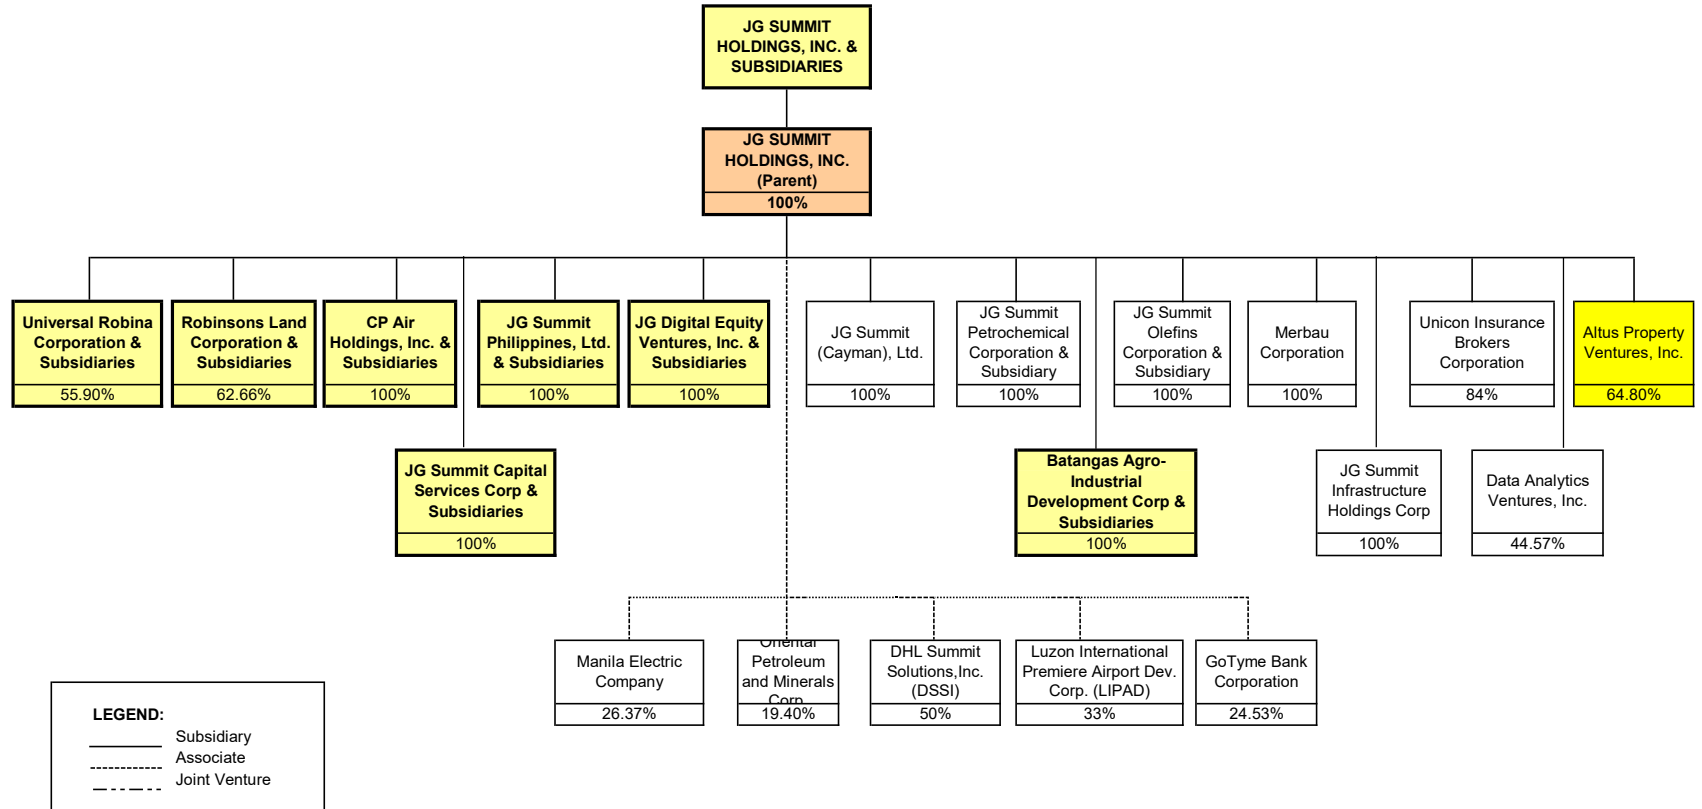 JG SUMMIT
HOLDINGS, INC. &
SUBSIDIARIES
JG SUMMIT
HOLDINGS, INC.
(Parent)
100%
Universal Robina
Corporation &
Subsidiaries
55.90%
Robinsons Land
Corporation &
Subsidiaries
62.66%
CP Air
Holdings, Inc. &
Subsidiaries
100%
JG Summit
Philippines, Ltd.
& Subsidiaries
100%
JG Digital Equity
Ventures, Inc. &
Subsidiaries
100%
JG Summit
(Cayman), Ltd.
100%
JG Summit
Petrochemical
Corporation &
Subsidiary
100%
JG Summit
Olefins
Corporation &
Subsidiary
100%
Merbau
Corporation
100%
Unicon Insurance
Brokers
Corporation
84%
Altus Property
Ventures, Inc.
64.80%
JG Summit Capital
Services Corp &
Subsidiaries
100%
Batangas Agro-
Industrial
Development Corp &
Subsidiaries
100%
JG Summit
Infrastructure
Holdings Corp
100%
Data Analytics
Ventures, Inc.
44.57%
Manila Electric
Company
26.37%
Oriental
Petroleum
and Minerals
Corp
19.40%
DHL Summit
Solutions,Inc.
(DSSI)
50%
Luzon International
Premiere Airport Dev.
Corp. (LIPAD)
33%
GoTyme Bank
Corporation
24.53%
LEGEND:
Subsidiary
Associate
Joint Venture